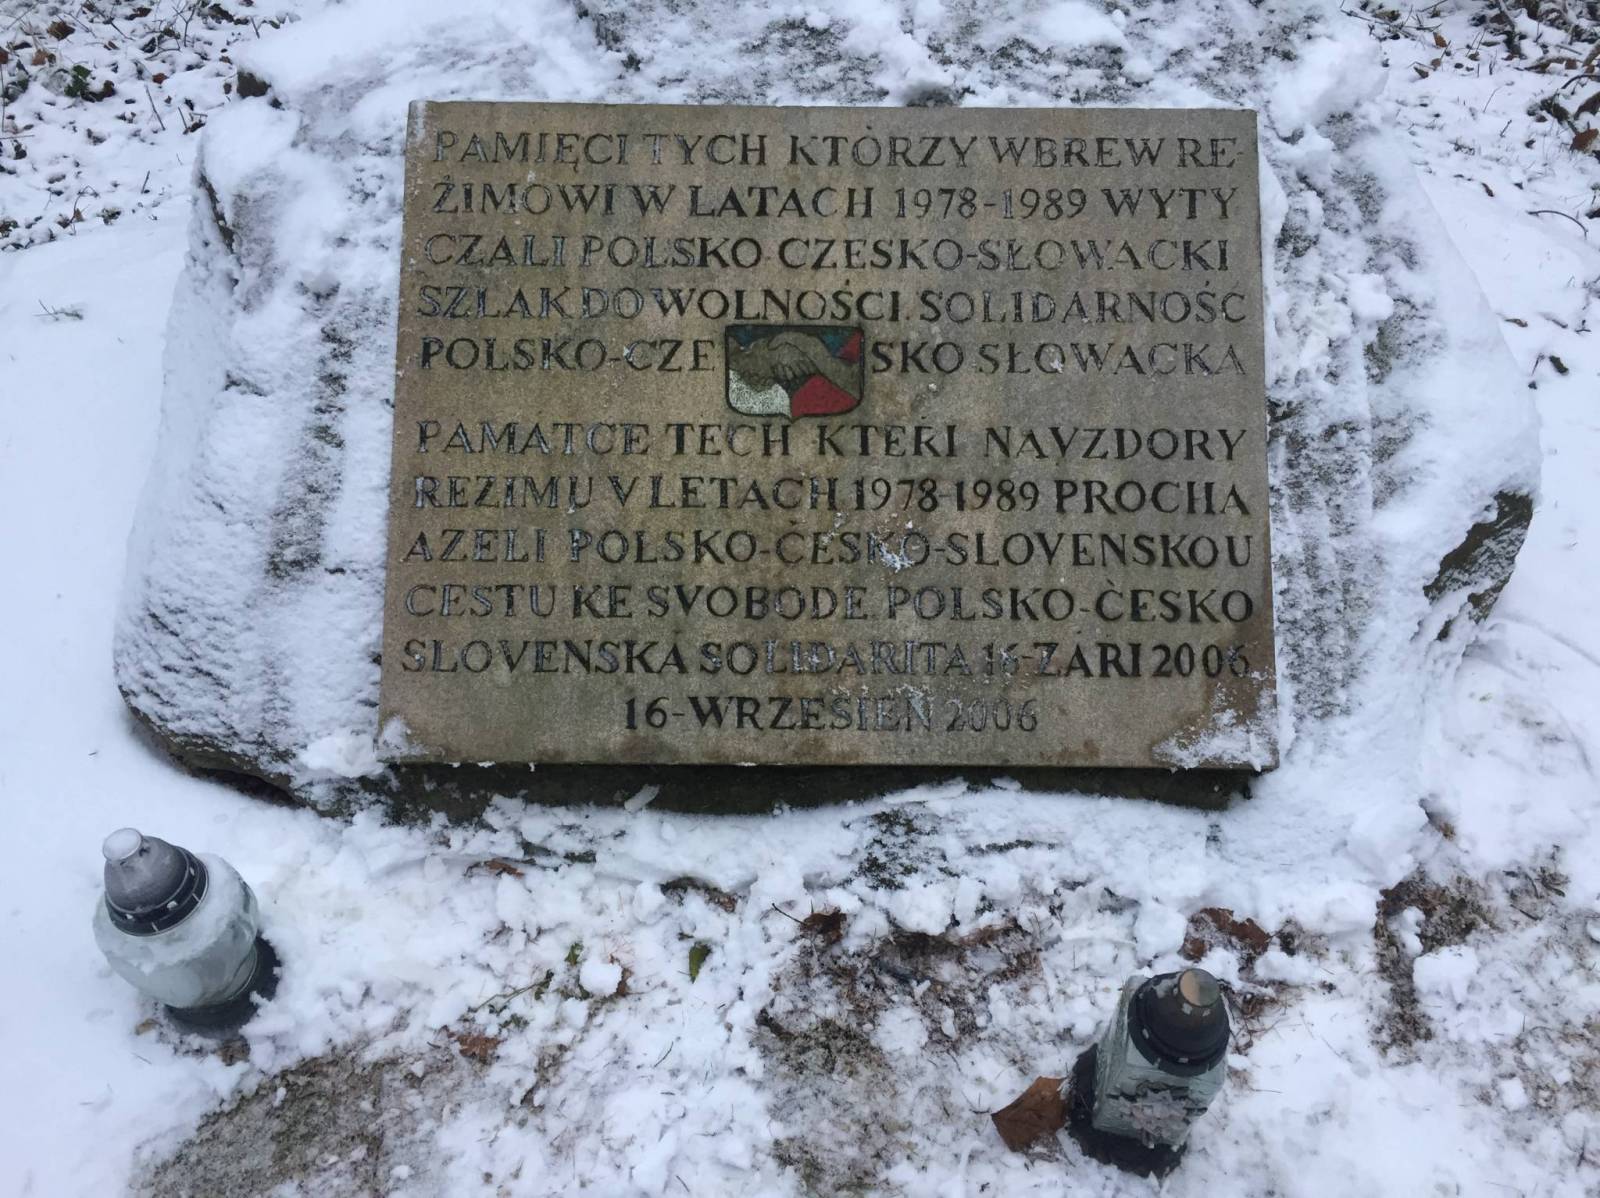 PAMIĘCI TYCH KTÓRZY WBREW RE-
ŻIMOWI W LATACH 1978-1989 WYTY
CZALI POLSKO CZESKO-SŁOWACKI
SZLAK DO WOLNOŚCI. SOLIDARNOŚĆ
POLSKO-CZE SKO SŁOWACKA
PAMATCE TECH KTEŘI NAVZDORY
REZIMU V LETACH 1978-1989 PROCHA
AZELI POLSKO-ČESKO-SLOVENSKOU
CESTU KE SVOBODE POLSKO-ČESKO
SLOVENSKA SOLIDARITA 16-ZARI 2006
16-WRZESIEŃ 2006